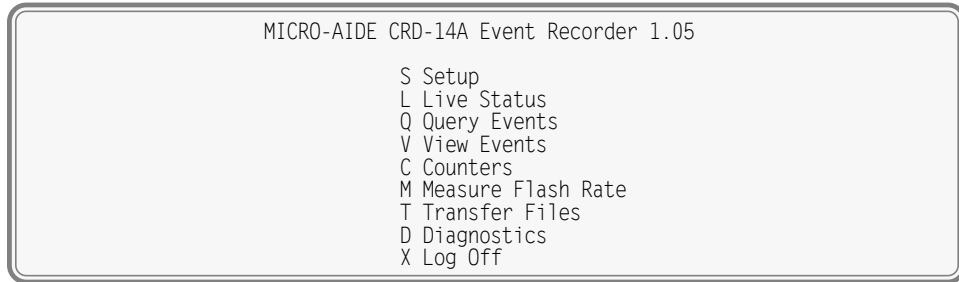 MICRO-AIDE CRD-14A Event Recorder 1.05
S Setup
L Live Status
Q Query Events
V View Events
C Counters
M Measure Flash Rate
T Transfer Files
D Diagnostics
X Log Off